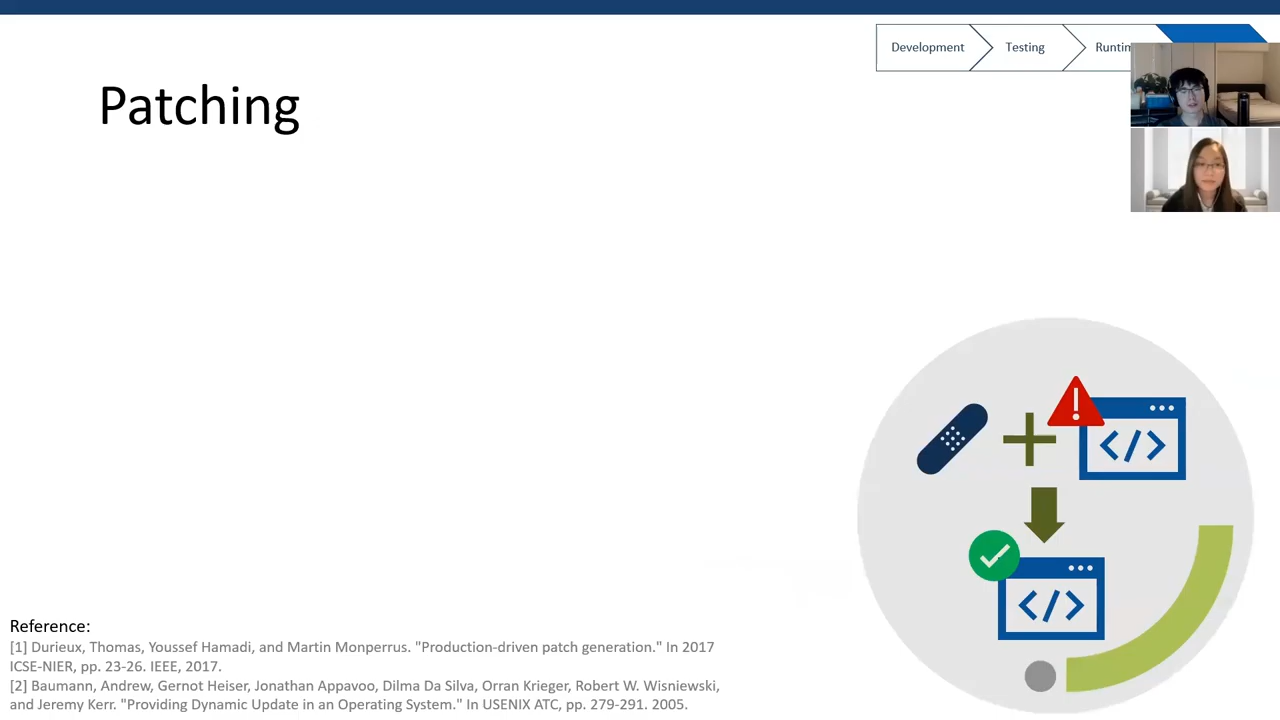 Development
Testing
Patching
Reference:
[1] Durieux, Thomas, Youssef Hamadi, and Martin Monperrus. "Production-driven patch generation." In 2017
ICSE-NIER, pp. 23-26. IEEE, 2017.
[2] Baumann, Andrew, Gernot Heiser, Jonathan Appavoo, Dilma Da Silva, Orran Krieger, Robert W. Wisniewski,
and Jeremy Kerr. "Providing Dynamic Update in an Operating System." In USENIX ATC, pp. 279-291. 2005.